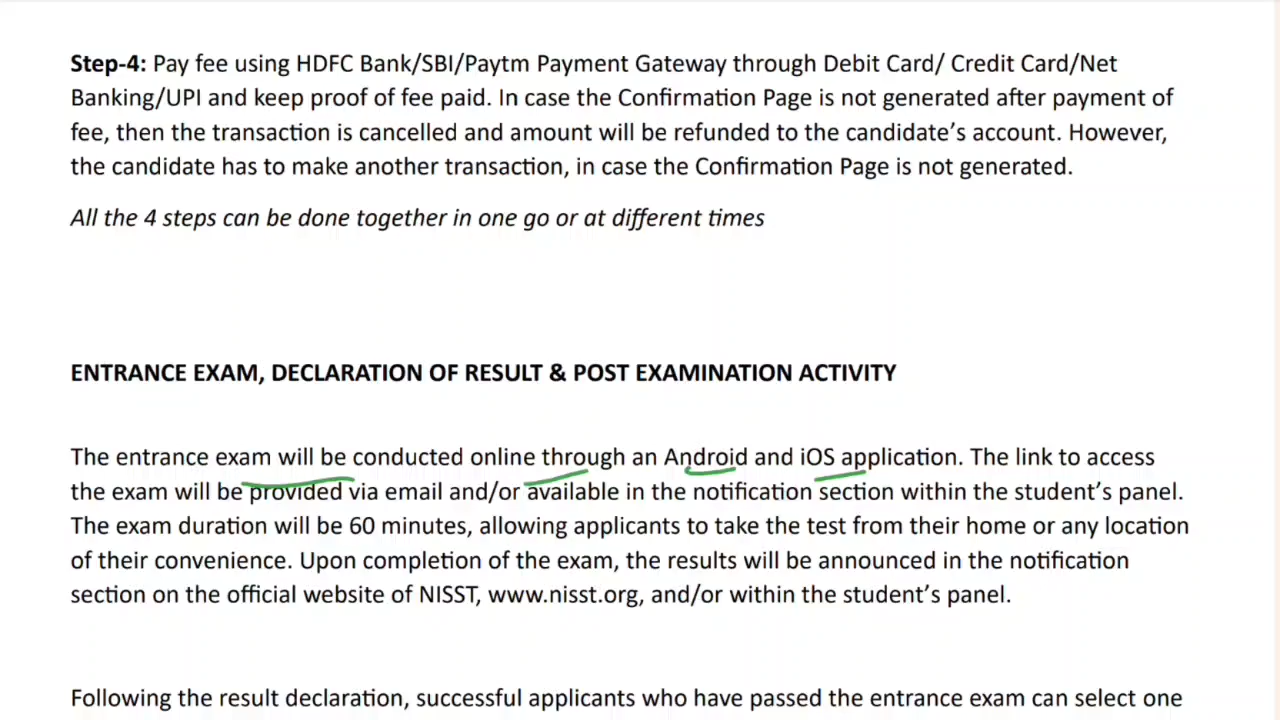 Step-4: Pay fee using HDFC Bank/SBI/Paytm Payment Gateway through Debit Card/ Credit Card/Net
Banking/UPI and keep proof of fee paid. In case the Confirmation Page is not generated after payment of
fee, then the transaction is cancelled and amount will be refunded to the candidate’s account. However,
the candidate has to make another transaction, in case the Confirmation Page is not generated.
All the 4 steps can be done together in one go or at different times
ENTRANCE EXAM, DECLARATION OF RESULT & POST EXAMINATION ACTIVITY
The entrance exam will be conducted online through an Android and iOS application. The link to access
the exam will be provided via email and/or available in the notification section within the student’s panel.
The exam duration will be 60 minutes, allowing applicants to take the test from their home or any location
of their convenience. Upon completion of the exam, the results will be announced in the notification
section on the official website of NISST, www.nisst.org, and/or within the student’s panel.
Following the result declaration, successful applicants who have passed the entrance exam can select one